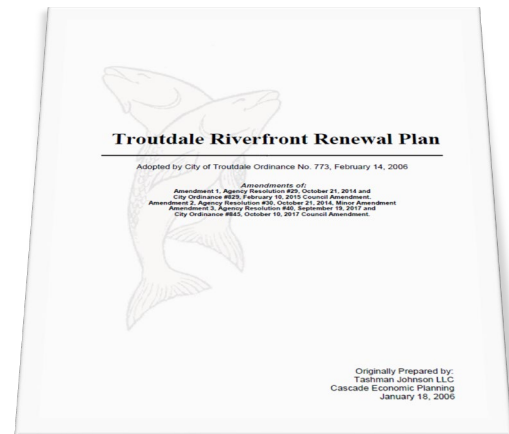 Troutdale Riverfront Renewal Plan
Adopted by City of Troutdale Ordinance No. 773, February 14, 2006
Amendments of:
Amendment 1, Agency Resolution #29, October 21, 2014 and
City Ordinance #829, February 10, 2015 Council Amendment.
Amendment 2, Agency Resolution #30, October 21, 2014, Minor Amendment
Amendment 3, Agency Resolution #40, September 19, 2017 and
City Ordinance #845, October 10, 2017 Council Amendment.
Originally Prepared by:
Tashman Johnson LLC
Cascade Economic Planning
January 18, 2006